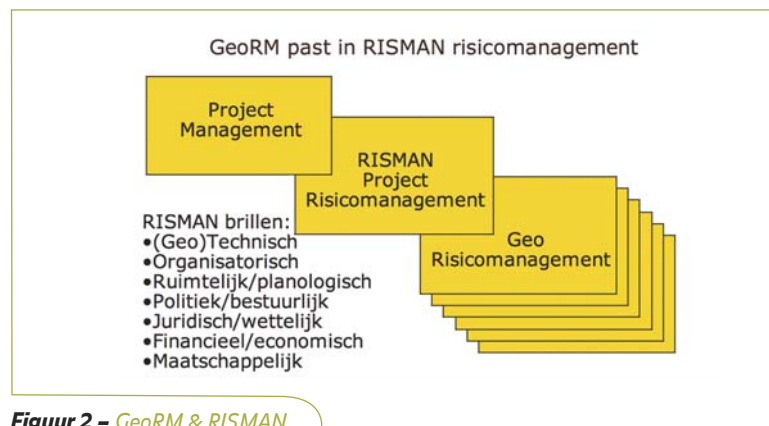 GeoRM past in RISMAN risicomanagement
Project
Management
RISMAN
Project
Risicomanagement
Geo
Risicomanagement
RISMAN brillen:
•(Geo)Technisch
•Organisatorisch
•Ruimtelijk/planologisch
•Politiek/bestuurlijk
•Juridisch/wettelijk
•Financieel/economisch
•Maatschappelijk
Figuur 2 – GeoRM & RISMAN